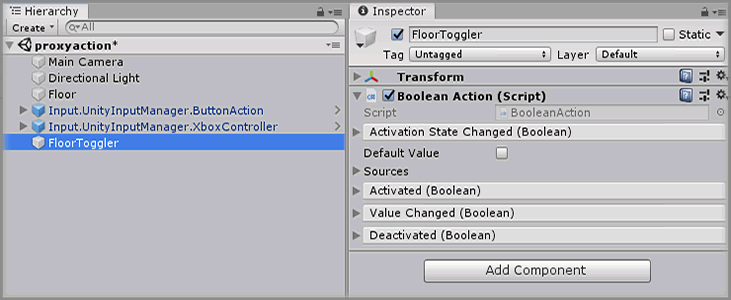 Hierarchy
Create
All
proxyaction*
Main Camera
Directional Light
Floor
Input.UnityInputManager.ButtonAction
Input.UnityInputManager.XboxController
FloorToggler
Inspector
FloorToggler
Static
Tag Untagged Layer Default
Transform
Boolean Action (Script)
Script BooleanAction
Activation State Changed (Boolean)
Default Value
Sources
Activated (Boolean)
Value Changed (Boolean)
Deactivated (Boolean)
Add Component